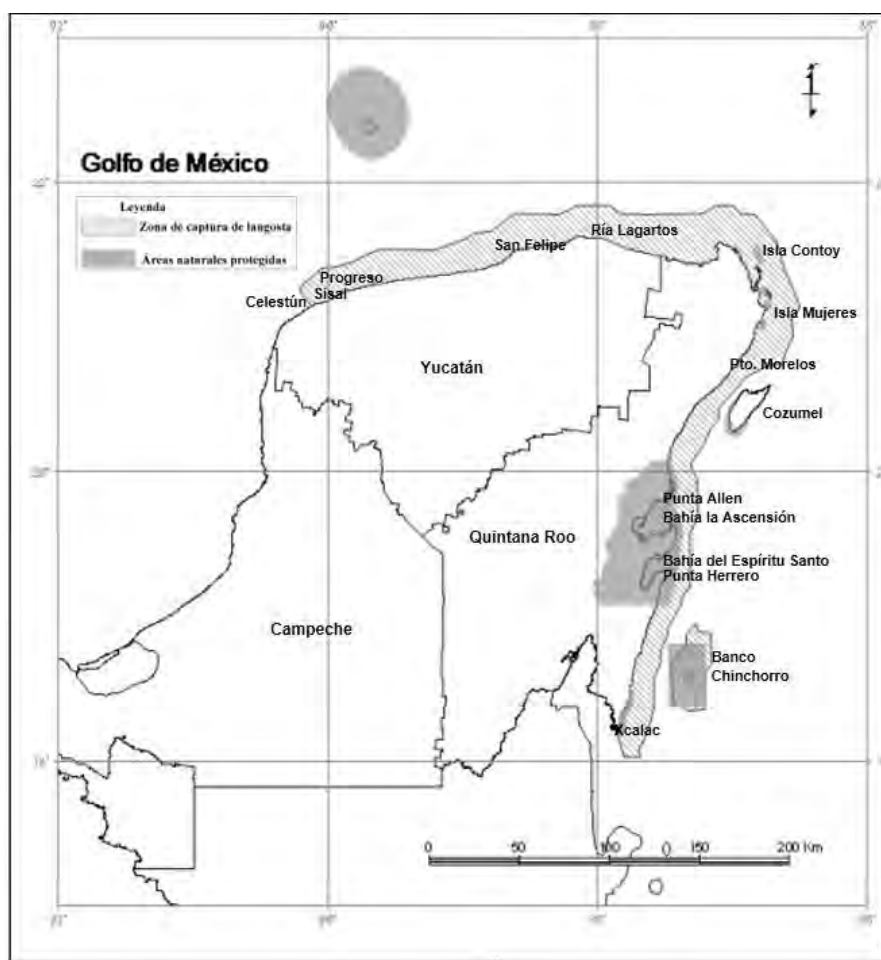 Golfo de México
Leyenda
Zona de captura de langosta
Áreas naturales protegidas
Ría Lagartos
San Felipe
Isla Contoy
Progreso
Sisal
Celestún
Isla Mujeres
Yucatán
Pto. Morelos
Cozumel
Punta Allen
Bahía la Ascensión
Quintana Roo
Bahía del Espíritu Santo
Punta Herrero
Campeche
Banco
Chinchorro
Xcalac
0 50 100 150 200 Km